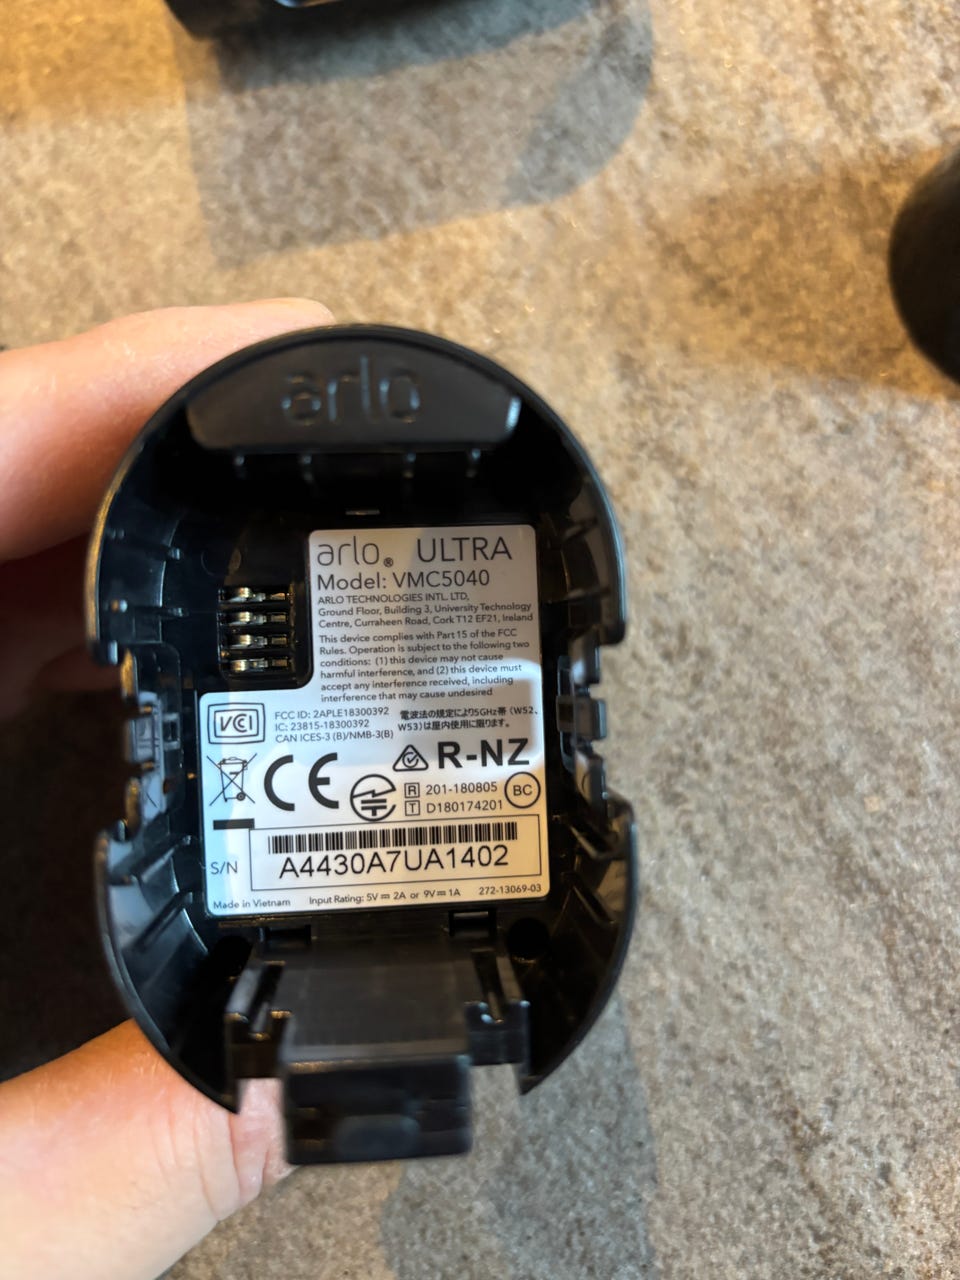 arlo
arlo® ULTRA
Model: VMC5040
ARLO TECHNOLOGIES INTL. LTD,
Ground Floor, Building 3, University Technology
Centre, Curraheen Road, Cork T12 EF21, Ireland
This device complies with Part 15 of the FCC
Rules. Operation is subject to the following two
conditions: (1) this device may not cause
harmful interference, and (2) this device must
accept any interference received, including
interference that may cause undesired
VCI
FCC ID: 2APLE18300392
IC: 23815-18300392
CAN ICES-3 (B)/NMB-3(B)
電波法の規定により5GHz帯 (W52、
W53)は屋内使用に限ります。
CE
R-NZ
R 201-180805
T D180174201
BC
S/N
A4430A7UA1402
Made in Vietnam
Input Rating: 5V⎓2A or 9V⎓1A
272-13069-03